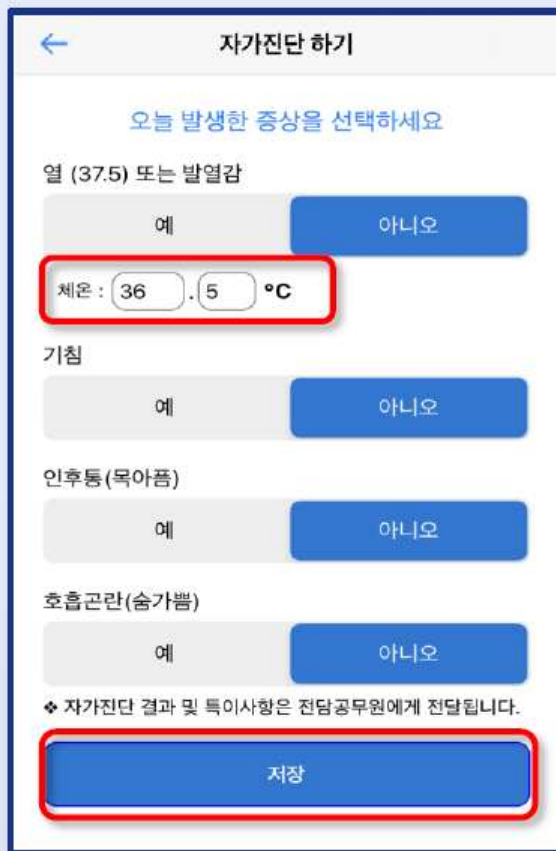 자가진단 하기
오늘 발생한 증상을 선택하세요
열 (37.5) 또는 발열감
예 아니오
체온 : 36 . 5 °C
기침
예 아니오
인후통(목아픔)
예 아니오
호흡곤란(숨가쁨)
예 아니오
❖ 자가진단 결과 및 특이사항은 전담공무원에게 전달됩니다.
저장